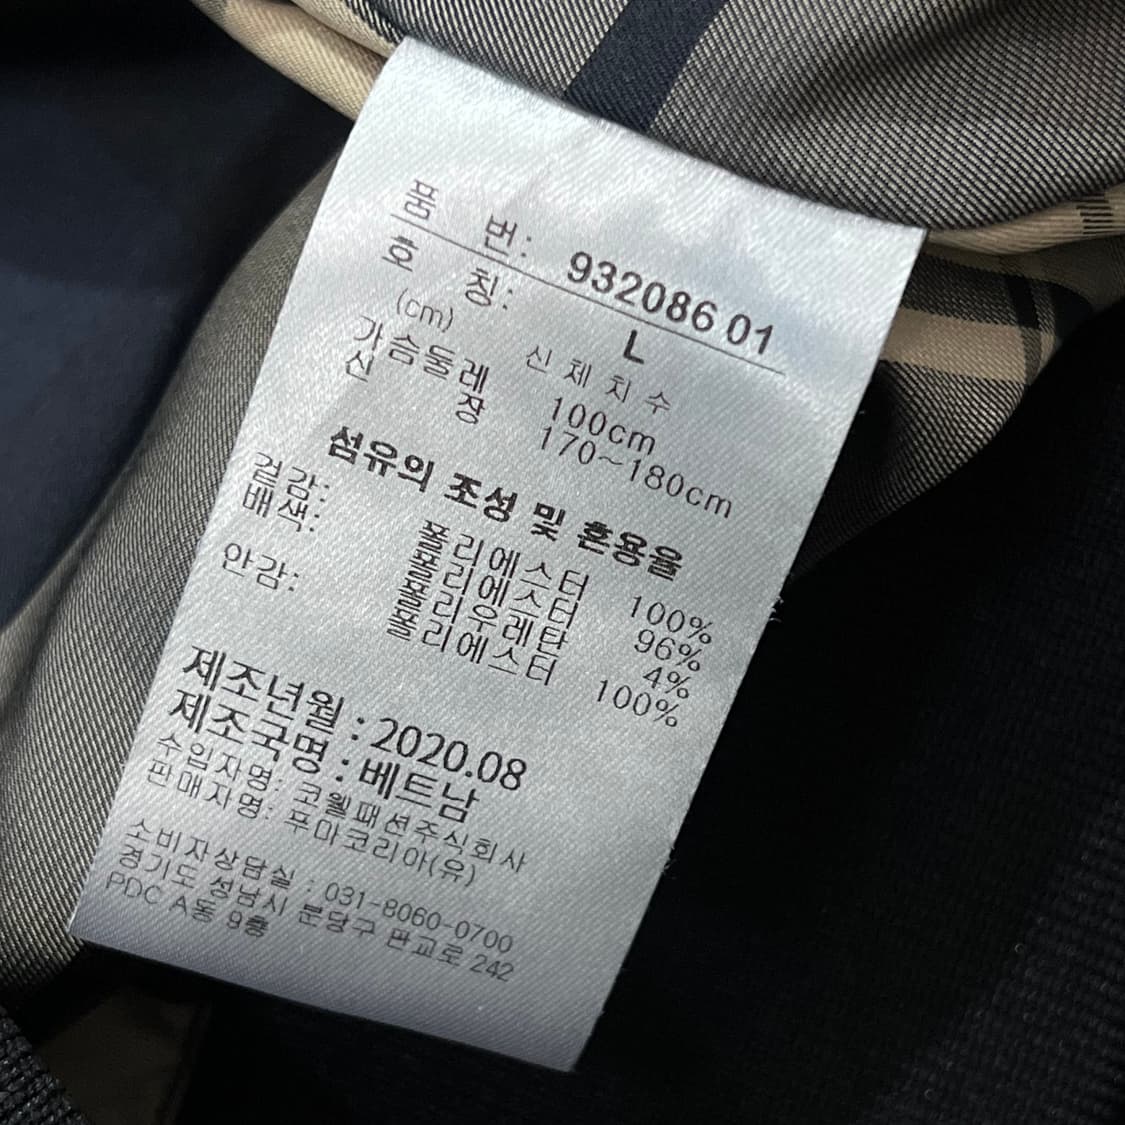 품 번: 932086 01
호 칭: L
(cm) 신체치수
가슴둘레 100cm
신 장 170~180cm
섬유의 조성 및 혼용율
겉감: 폴리에스터 100%
배색: 폴리에스터 96%
폴리우레탄 4%
안감: 폴리에스터 100%
제조년월 : 2020.08
제조국명 : 베트남
수입자명: 코웰패션주식회사
판매자명: 푸마코리아(유)
소비자상담실 : 031-8060-0700
경기도 성남시 분당구 판교로 242
PDC A동 9층